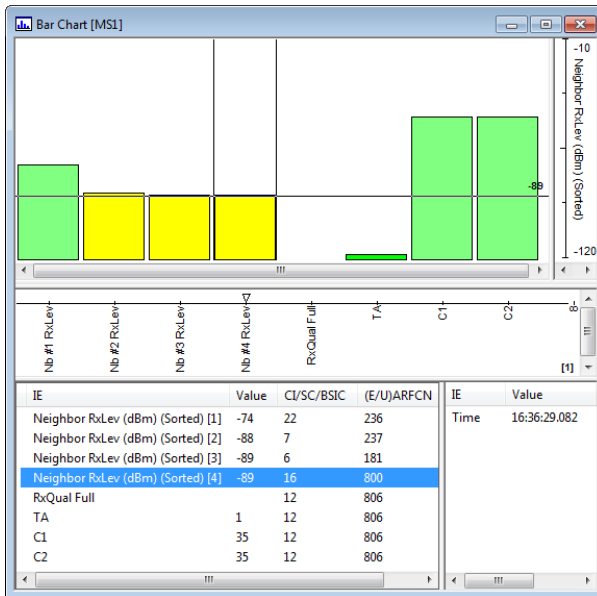 Bar Chart [MS1]
-10
Neighbor RxLev (dBm) (Sorted)
-89
-120
Nb #1 RxLev
Nb #2 RxLev
Nb #3 RxLev
Nb #4 RxLev
RxQual Full
TA
C1
C2
8
[1]
IE Value CI/SC/BSIC (E/U)ARFCN
Neighbor RxLev (dBm) (Sorted) [1] -74 22 236
Neighbor RxLev (dBm) (Sorted) [2] -88 7 237
Neighbor RxLev (dBm) (Sorted) [3] -89 6 181
Neighbor RxLev (dBm) (Sorted) [4] -89 16 800
RxQual Full 12 806
TA 1 12 806
C1 35 12 806
C2 35 12 806
IE Value
Time 16:36:29.082